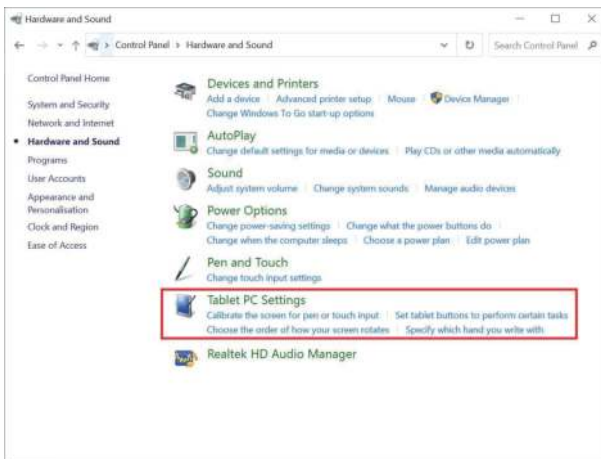 Hardware and Sound
Control Panel > Hardware and Sound
Search Control Panel
Control Panel Home
System and Security
Network and Internet
Hardware and Sound
Programs
User Accounts
Appearance and
Personalisation
Clock and Region
Ease of Access
Devices and Printers
Add a device
Advanced printer setup
Mouse
Device Manager
Change Windows To Go start-up options
AutoPlay
Change default settings for media or devices
Play CDs or other media automatically
Sound
Adjust system volume
Change system sounds
Manage audio devices
Power Options
Change power-saving settings
Change what the power buttons do
Change when the computer sleeps
Choose a power plan
Edit power plan
Pen and Touch
Change touch input settings
Tablet PC Settings
Calibrate the screen for pen or touch input
Set tablet buttons to perform certain tasks
Choose the order of how your screen rotates
Specify which hand you write with
Realtek HD Audio Manager